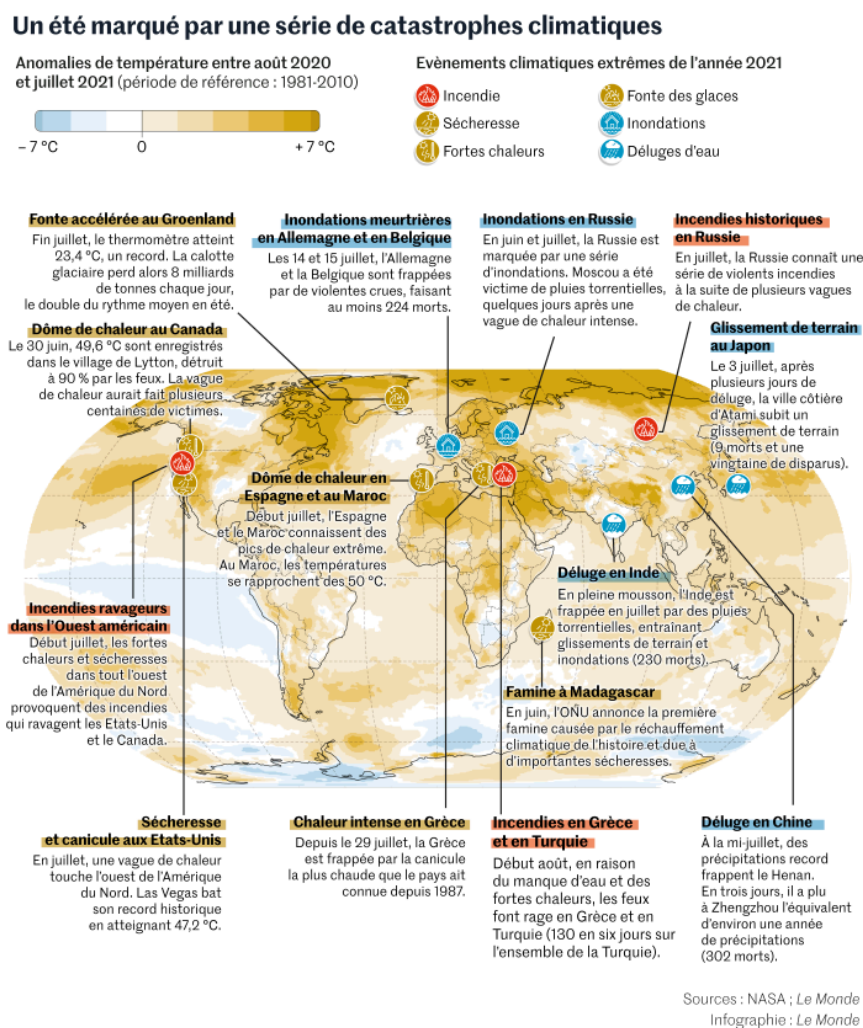 Un été marqué par une série de catastrophes climatiques
Anomalies de température entre août 2020
et juillet 2021 (période de référence : 1981-2010)
– 7 °C
0
+ 7 °C
Evènements climatiques extrêmes de l'année 2021
Incendie
Sécheresse
Fortes chaleurs
Fonte des glaces
Inondations
Déluges d'eau
Fonte accélérée au Groenland
Fin juillet, le thermomètre atteint
23,4 °C, un record. La calotte
glaciaire perd alors 8 milliards
de tonnes chaque jour,
le double du rythme moyen en été.
Inondations meurtrières
en Allemagne et en Belgique
Les 14 et 15 juillet, l'Allemagne
et la Belgique sont frappées
par de violentes crues, faisant
au moins 224 morts.
Inondations en Russie
En juin et juillet, la Russie est
marquée par une série
d'inondations. Moscou a été
victime de pluies torrentielles,
quelques jours après une
vague de chaleur intense.
Incendies historiques
en Russie
En juillet, la Russie connaît une
série de violents incendies
à la suite de plusieurs vagues
de chaleur.
Dôme de chaleur au Canada
Le 30 juin, 49,6 °C sont enregistrés
dans le village de Lytton, détruit
à 90 % par les feux. La vague
de chaleur aurait fait plusieurs
centaines de victimes.
Glissement de terrain
au Japon
Le 3 juillet, après
plusieurs jours de
déluge, la ville côtière
d'Atami subit un
glissement de terrain
(9 morts et une
vingtaine de disparus).
Dôme de chaleur en
Espagne et au Maroc
Début juillet, l'Espagne
et le Maroc connaissent des
pics de chaleur extrême.
Au Maroc, les températures
se rapprochent des 50 °C.
Déluge en Inde
En pleine mousson, l'Inde est
frappée en juillet par des pluies
torrentielles, entraînant
glissements de terrain et
inondations (230 morts).
Incendies ravageurs
dans l'Ouest américain
Début juillet, les fortes
chaleurs et sécheresses
dans tout l'ouest
de l'Amérique du Nord
provoquent des incendies
qui ravagent les Etats-Unis
et le Canada.
Famine à Madagascar
En juin, l'ONU annonce la première
famine causée par le réchauffement
climatique de l'histoire et due à
d'importantes sécheresses.
Sécheresse
et canicule aux Etats-Unis
En juillet, une vague de chaleur
touche l'ouest de l'Amérique
du Nord. Las Vegas bat
son record historique
en atteignant 47,2 °C.
Chaleur intense en Grèce
Depuis le 29 juillet, la Grèce
est frappée par la canicule
la plus chaude que le pays ait
connue depuis 1987.
Incendies en Grèce
et en Turquie
Début août, en raison
du manque d'eau et des
fortes chaleurs, les feux
font rage en Grèce et en
Turquie (130 en six jours sur
l'ensemble de la Turquie).
Déluge en Chine
À la mi-juillet, des
précipitations record
frappent le Henan.
En trois jours, il a plu
à Zhengzhou l'équivalent
d'environ une année
de précipitations
(302 morts).
Sources : NASA ; Le Monde
Infographie : Le Monde